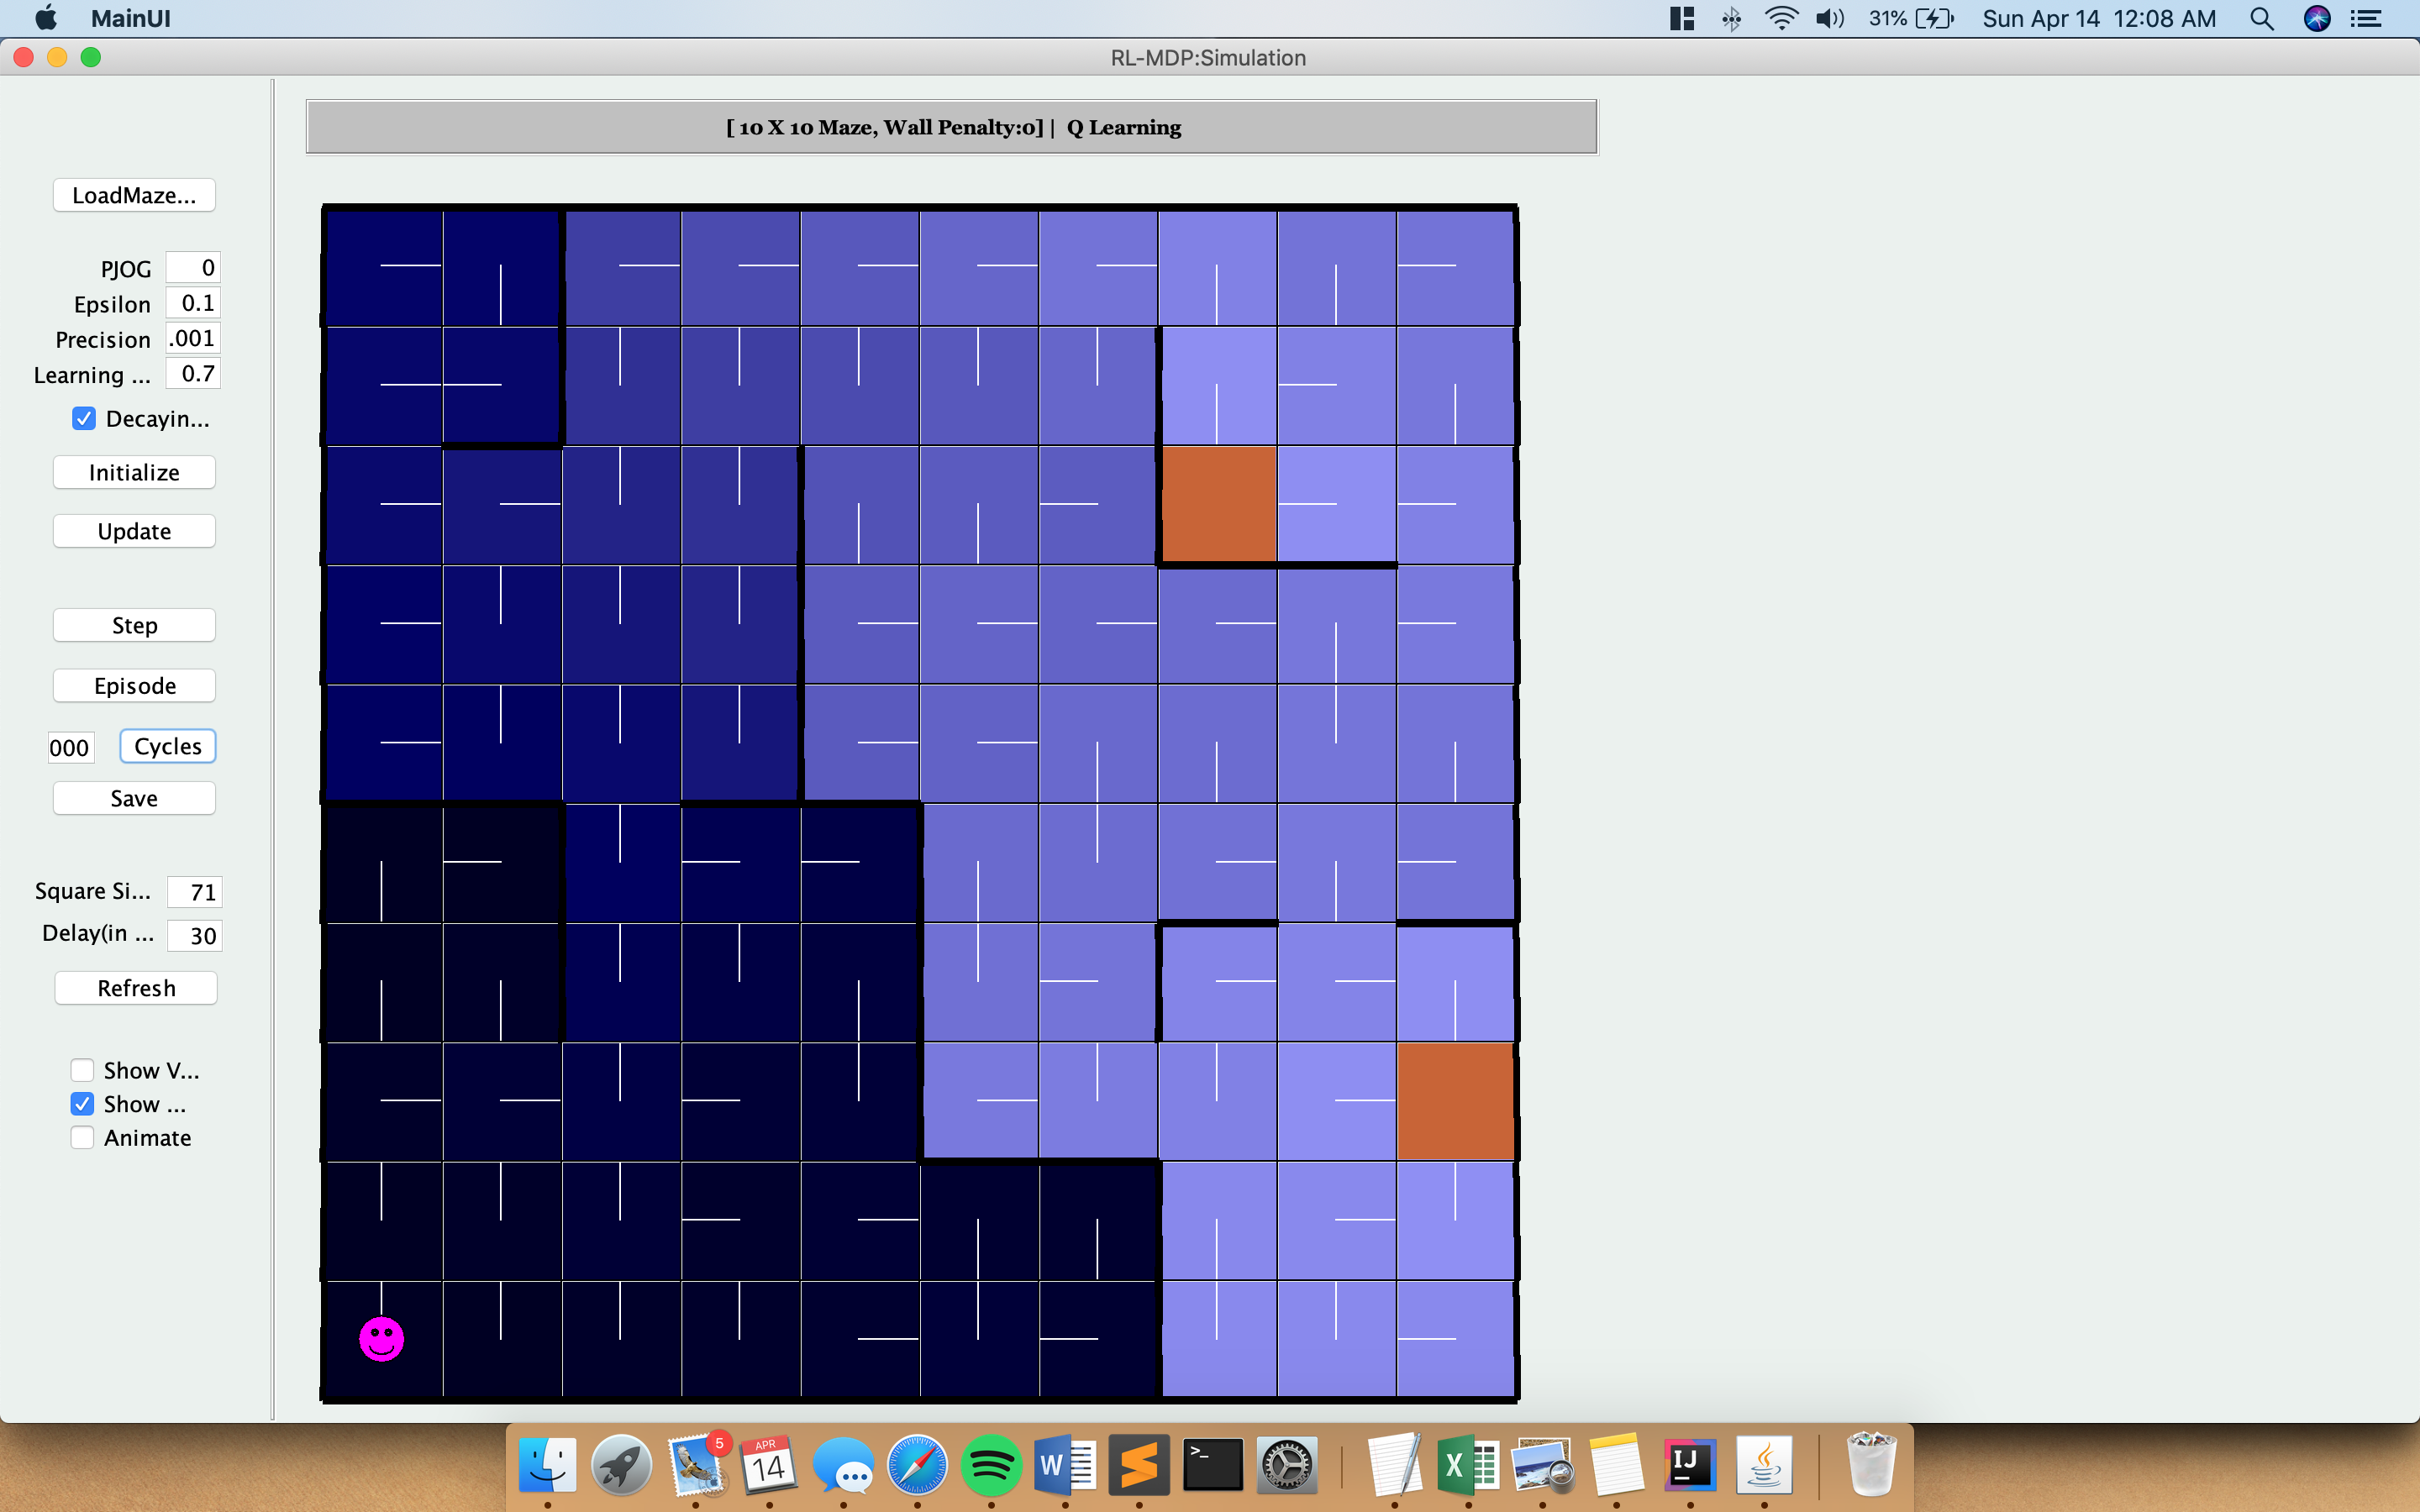 MainUI
31%
Sun Apr 14 12:08 AM
RL-MDP:Simulation
[ 10 X 10 Maze, Wall Penalty:0] | Q Learning
LoadMaze...
PJOG 0
Epsilon 0.1
Precision .001
Learning ... 0.7
Decayin...
Initialize
Update
Step
Episode
000 Cycles
Save
Square Si... 71
Delay(in ... 30
Refresh
Show V...
Show ...
Animate
5
APR
14
W
>_
X
IJ